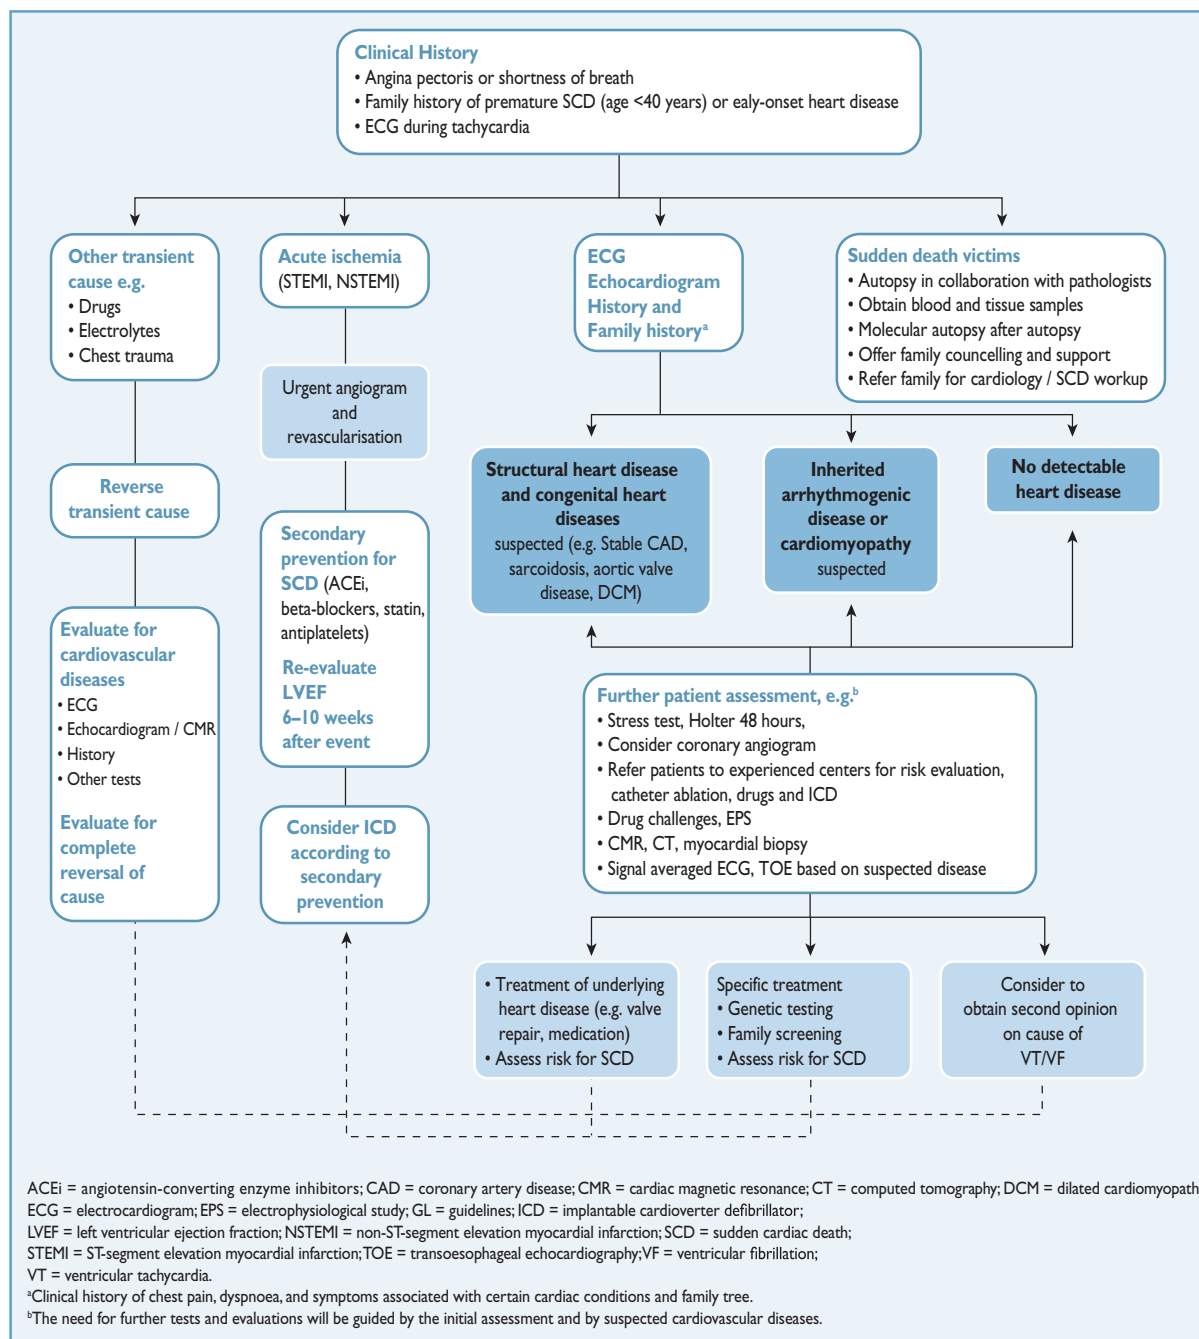 Clinical History
• Angina pectoris or shortness of breath
• Family history of premature SCD (age <40 years) or ealy-onset heart disease
• ECG during tachycardia
Other transient
cause e.g.
• Drugs
• Electrolytes
• Chest trauma
Acute ischemia
(STEMI, NSTEMI)
ECG
Echocardiogram
History and
Family historyᵃ
Sudden death victims
• Autopsy in collaboration with pathologists
• Obtain blood and tissue samples
• Molecular autopsy after autopsy
• Offer family councelling and support
• Refer family for cardiology / SCD workup
Urgent angiogram
and
revascularisation
Reverse
transient cause
Structural heart disease
and congenital heart
diseases
suspected (e.g. Stable CAD,
sarcoidosis, aortic valve
disease, DCM)
Inherited
arrhythmogenic
disease or
cardiomyopathy
suspected
No detectable
heart disease
Secondary
prevention for
SCD (ACEi,
beta-blockers, statin,
antiplatelets)
Re-evaluate
LVEF
6–10 weeks
after event
Evaluate for
cardiovascular
diseases
• ECG
• Echocardiogram / CMR
• History
• Other tests
Evaluate for
complete
reversal of
cause
Consider ICD
according to
secondary
prevention
Further patient assessment, e.g.ᵇ
• Stress test, Holter 48 hours,
• Consider coronary angiogram
• Refer patients to experienced centers for risk evaluation,
catheter ablation, drugs and ICD
• Drug challenges, EPS
• CMR, CT, myocardial biopsy
• Signal averaged ECG, TOE based on suspected disease
• Treatment of underlying
heart disease (e.g. valve
repair, medication)
• Assess risk for SCD
Specific treatment
• Genetic testing
• Family screening
• Assess risk for SCD
Consider to
obtain second opinion
on cause of
VT/VF
ACEi = angiotensin-converting enzyme inhibitors; CAD = coronary artery disease; CMR = cardiac magnetic resonance; CT = computed tomography; DCM = dilated cardiomyopath
ECG = electrocardiogram; EPS = electrophysiological study; GL = guidelines; ICD = implantable cardioverter defibrillator;
LVEF = left ventricular ejection fraction; NSTEMI = non-ST-segment elevation myocardial infarction; SCD = sudden cardiac death;
STEMI = ST-segment elevation myocardial infarction; TOE = transoesophageal echocardiography; VF = ventricular fibrillation;
VT = ventricular tachycardia.
ᵃClinical history of chest pain, dyspnoea, and symptoms associated with certain cardiac conditions and family tree.
ᵇThe need for further tests and evaluations will be guided by the initial assessment and by suspected cardiovascular diseases.